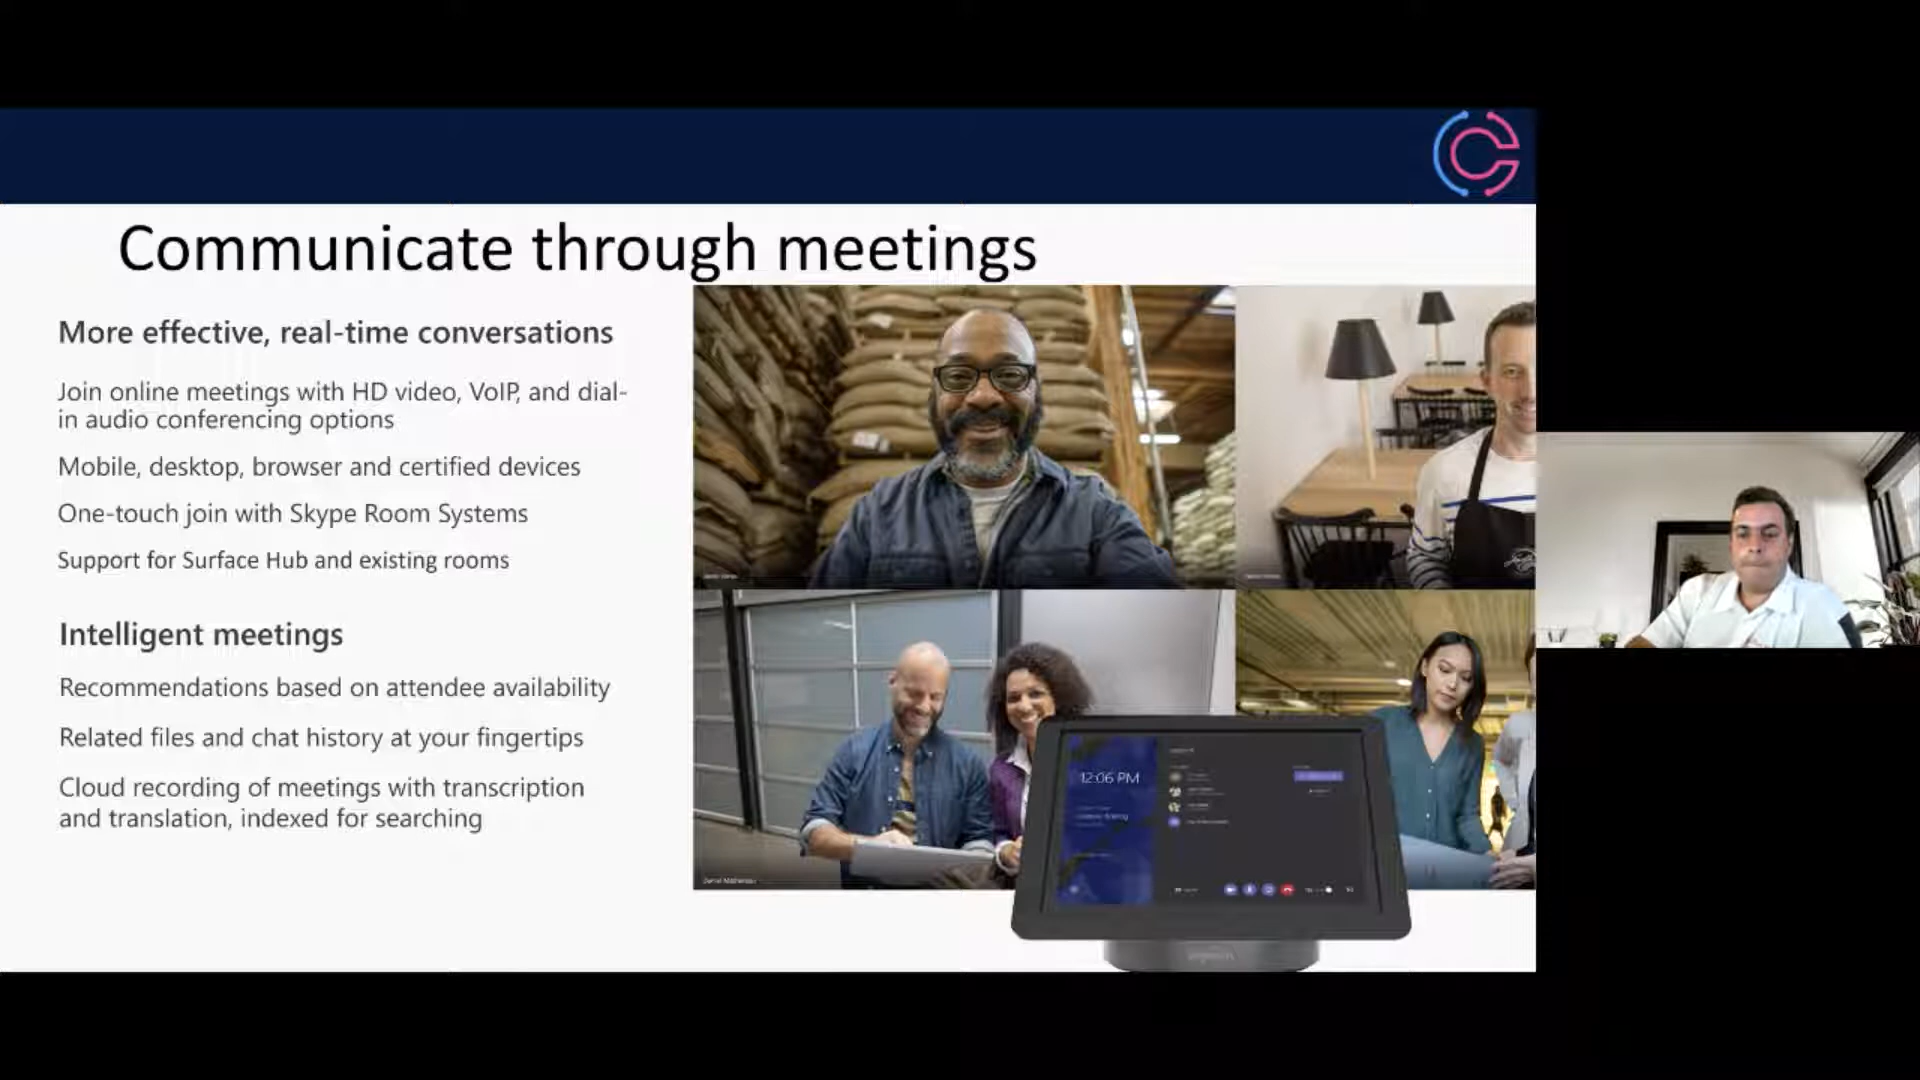 Communicate through meetings
More effective, real-time conversations
Join online meetings with HD video, VoIP, and dial-
in audio conferencing options
Mobile, desktop, browser and certified devices
One-touch join with Skype Room Systems
Support for Surface Hub and existing rooms
Intelligent meetings
Recommendations based on attendee availability
Related files and chat history at your fingertips
Cloud recording of meetings with transcription
and translation, indexed for searching
12:06 PM